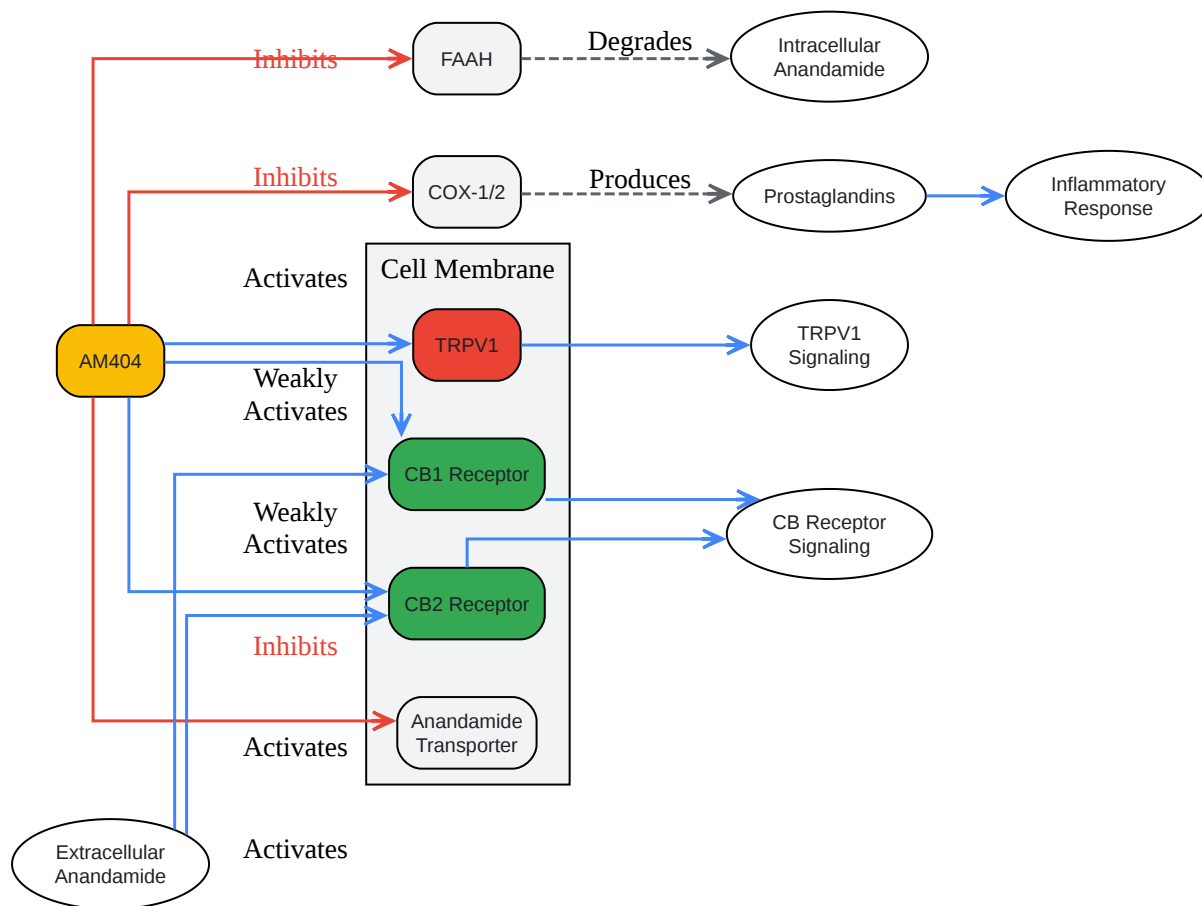 Inhibits
FAAH
Degrades
Intracellular
Anandamide
Inhibits
COX-1/2
Produces
Prostaglandins
Inflammatory
Response
Activates
Cell Membrane
AM404
TRPV1
TRPV1
Signaling
Weakly
Activates
CB1 Receptor
Weakly
Activates
CB Receptor
Signaling
CB2 Receptor
Inhibits
Anandamide
Transporter
Activates
Extracellular
Anandamide
Activates